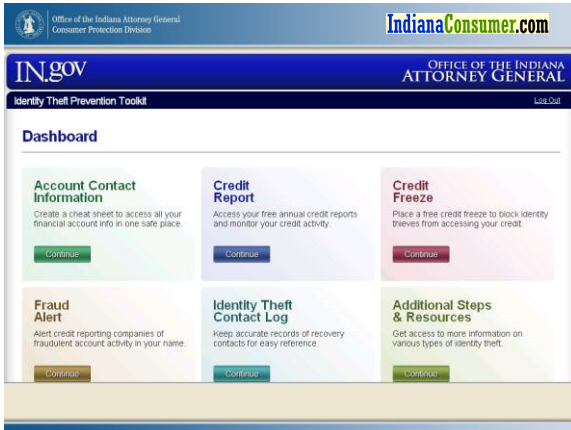 Office of the Indiana Attorney General
Consumer Protection Division
IndianaConsumer.com
IN.gov
OFFICE OF THE INDIANA
ATTORNEY GENERAL
Identity Theft Prevention Toolkit
Log Out
Dashboard
Account Contact
Information
Create a cheat sheet to access all your
financial account info in one safe place.
Continue
Credit
Report
Access your free annual credit reports
and monitor your credit activity.
Continue
Credit
Freeze
Place a free credit freeze to block identity
thieves from accessing your credit.
Continue
Fraud
Alert
Alert credit reporting companies of
fraudulent account activity in your name.
Continue
Identity Theft
Contact Log
Keep accurate records of recovery
contacts for easy reference.
Continue
Additional Steps
& Resources
Get access to more information on
various types of identity theft.
Continue